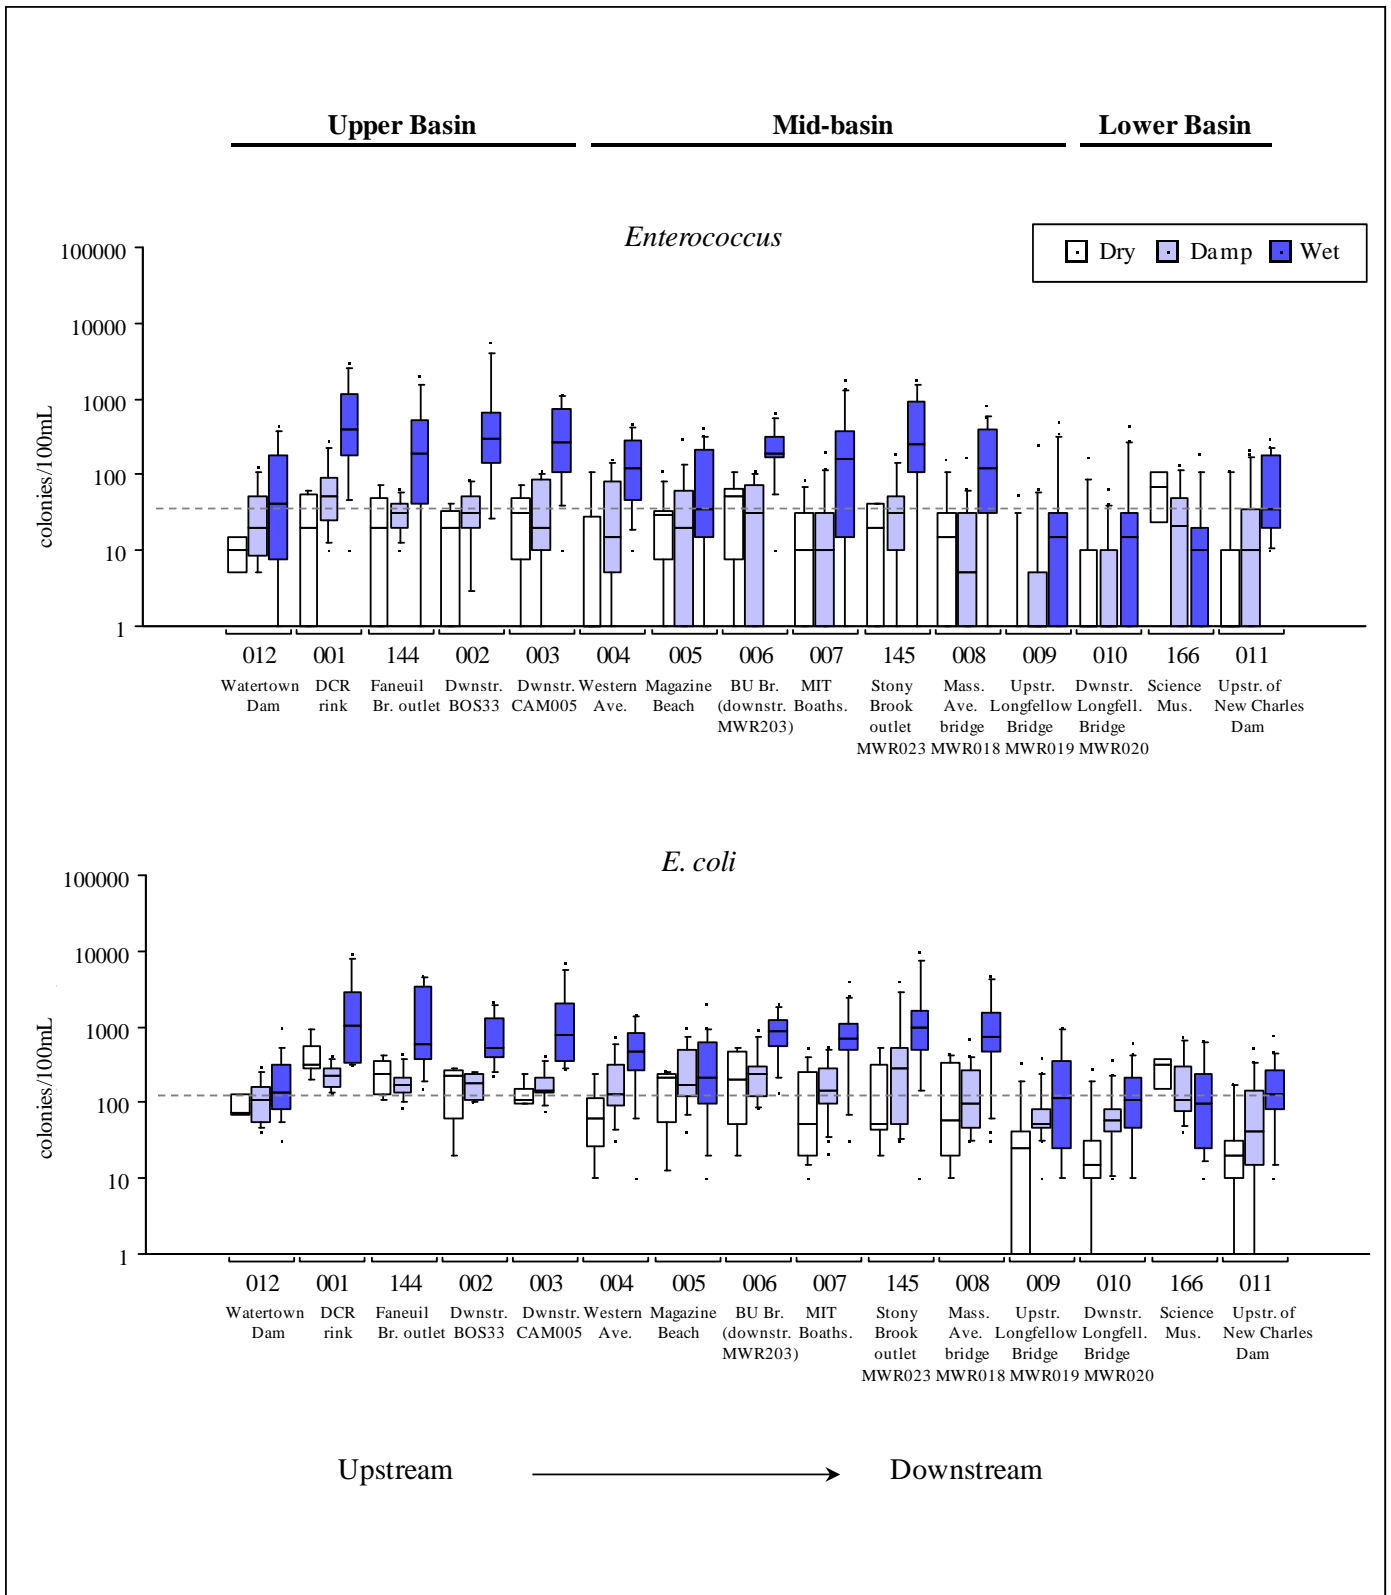 Upper Basin Mid-basin Lower Basin
Enterococcus
Dry Damp Wet
100000
10000
1000
100
10
1
colonies/100mL
012 001 144 002 003 004 005 006 007 145 008 009 010 166 011
Watertown DCR Faneuil Dwnstr. Dwnstr. Western Magazine BU Br. MIT Stony Mass. Upstr. Dwnstr. Science Upstr. of
Dam rink Br. outlet BOS33 CAM005 Ave. Beach (downstr. Boaths. Brook Ave. Longfellow Longfell. Mus. New Charles
MWR203) outlet bridge Bridge Bridge Dam
MWR023 MWR018 MWR019 MWR020
E. coli
100000
10000
1000
100
10
1
colonies/100mL
012 001 144 002 003 004 005 006 007 145 008 009 010 166 011
Watertown DCR Faneuil Dwnstr. Dwnstr. Western Magazine BU Br. MIT Stony Mass. Upstr. Dwnstr. Science Upstr. of
Dam rink Br. outlet BOS33 CAM005 Ave. Beach (downstr. Boaths. Brook Ave. Longfellow Longfell. Mus. New Charles
MWR203) outlet bridge Bridge Bridge Dam
MWR023 MWR018 MWR019 MWR020
Upstream Downstream